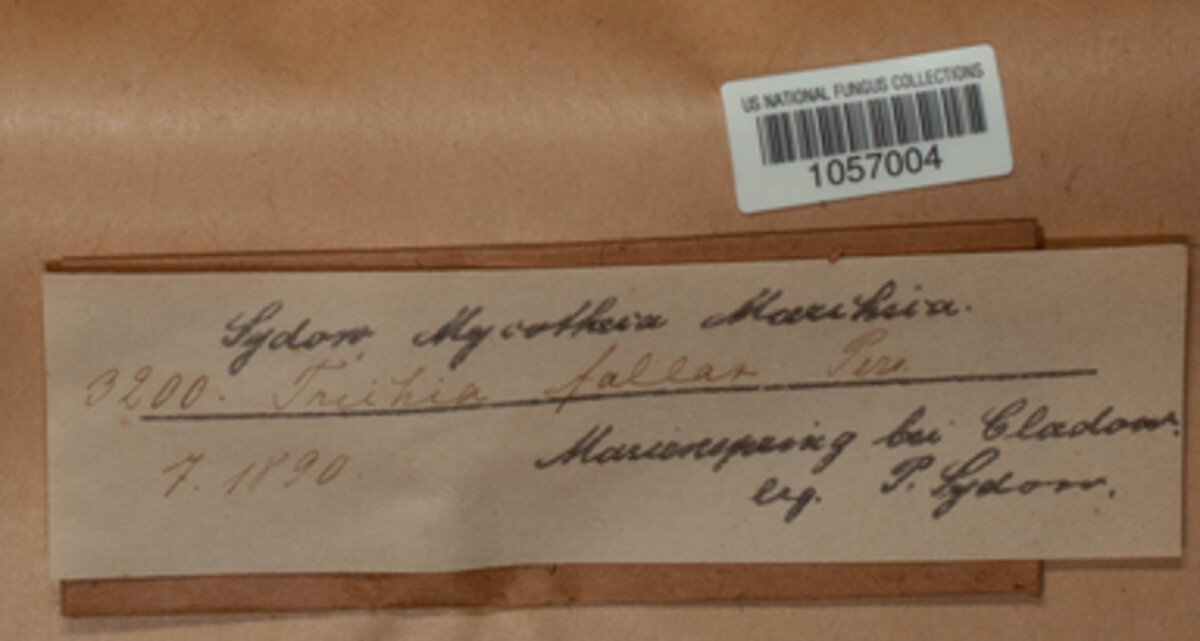 US NATIONAL FUNGUS COLLECTIONS
1057004
Sydow, Mycotheca Marchica.
3200. Trichia fallax Pers.
7. 1890. Marienspring bei Cladow.
leg. P. Sydow.